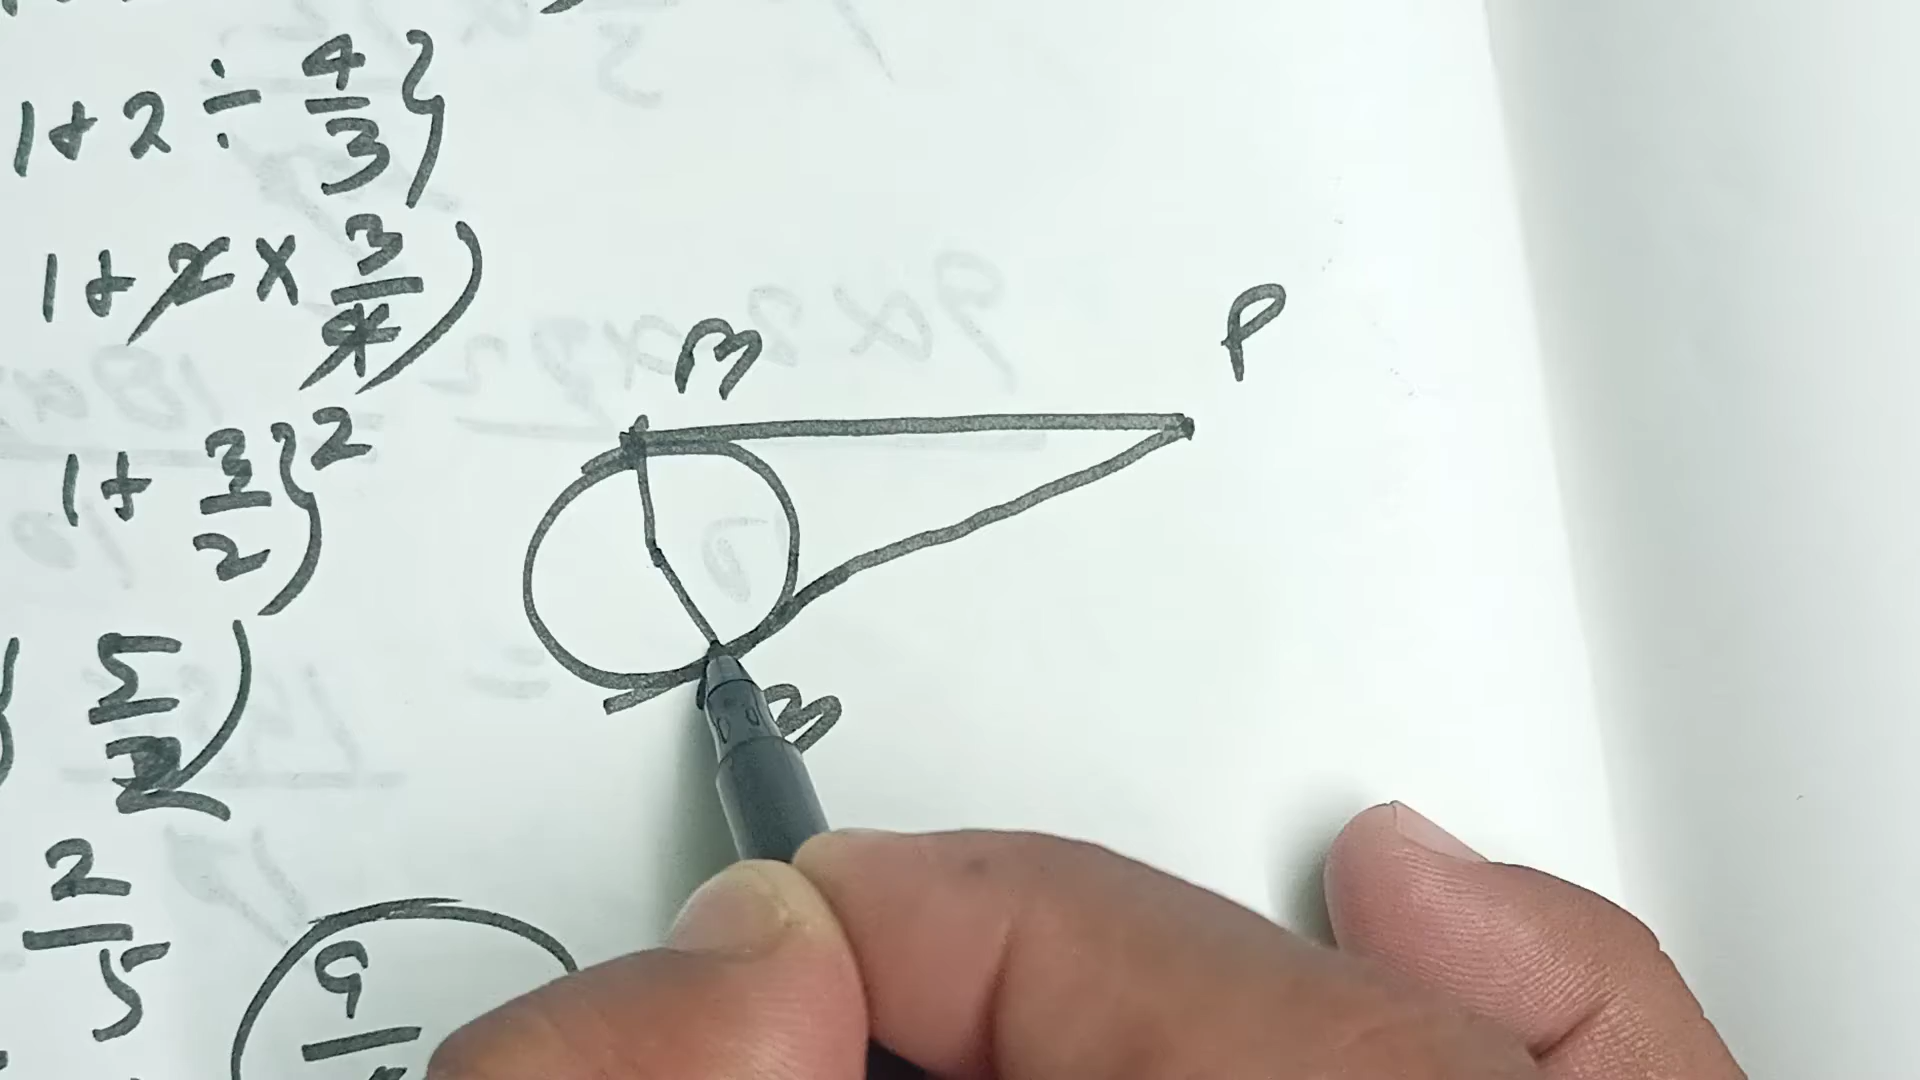 1+2 ÷ 4/3}
1+2 × 3/4)
1+ 3/2}²
} 5/2)
2/5
9
M
P
M